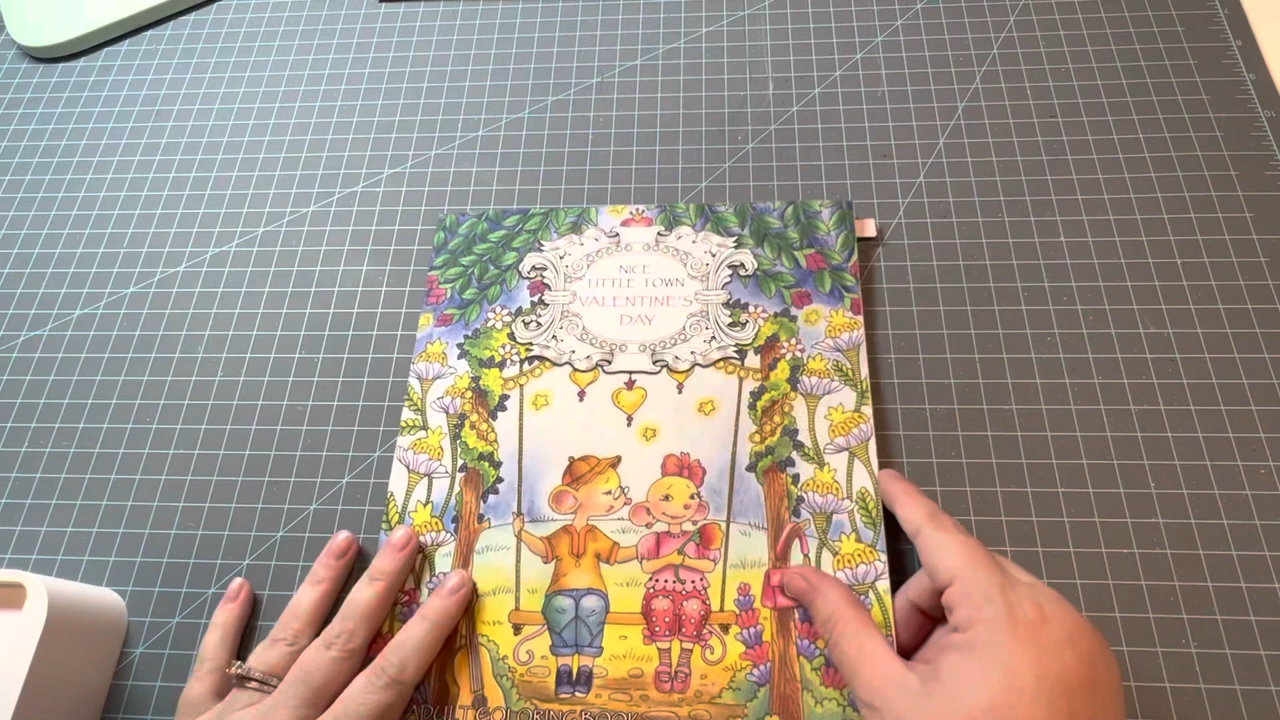 NICE
LITTLE TOWN
VALENTINE'S
DAY
ADULT COLORING BOOK